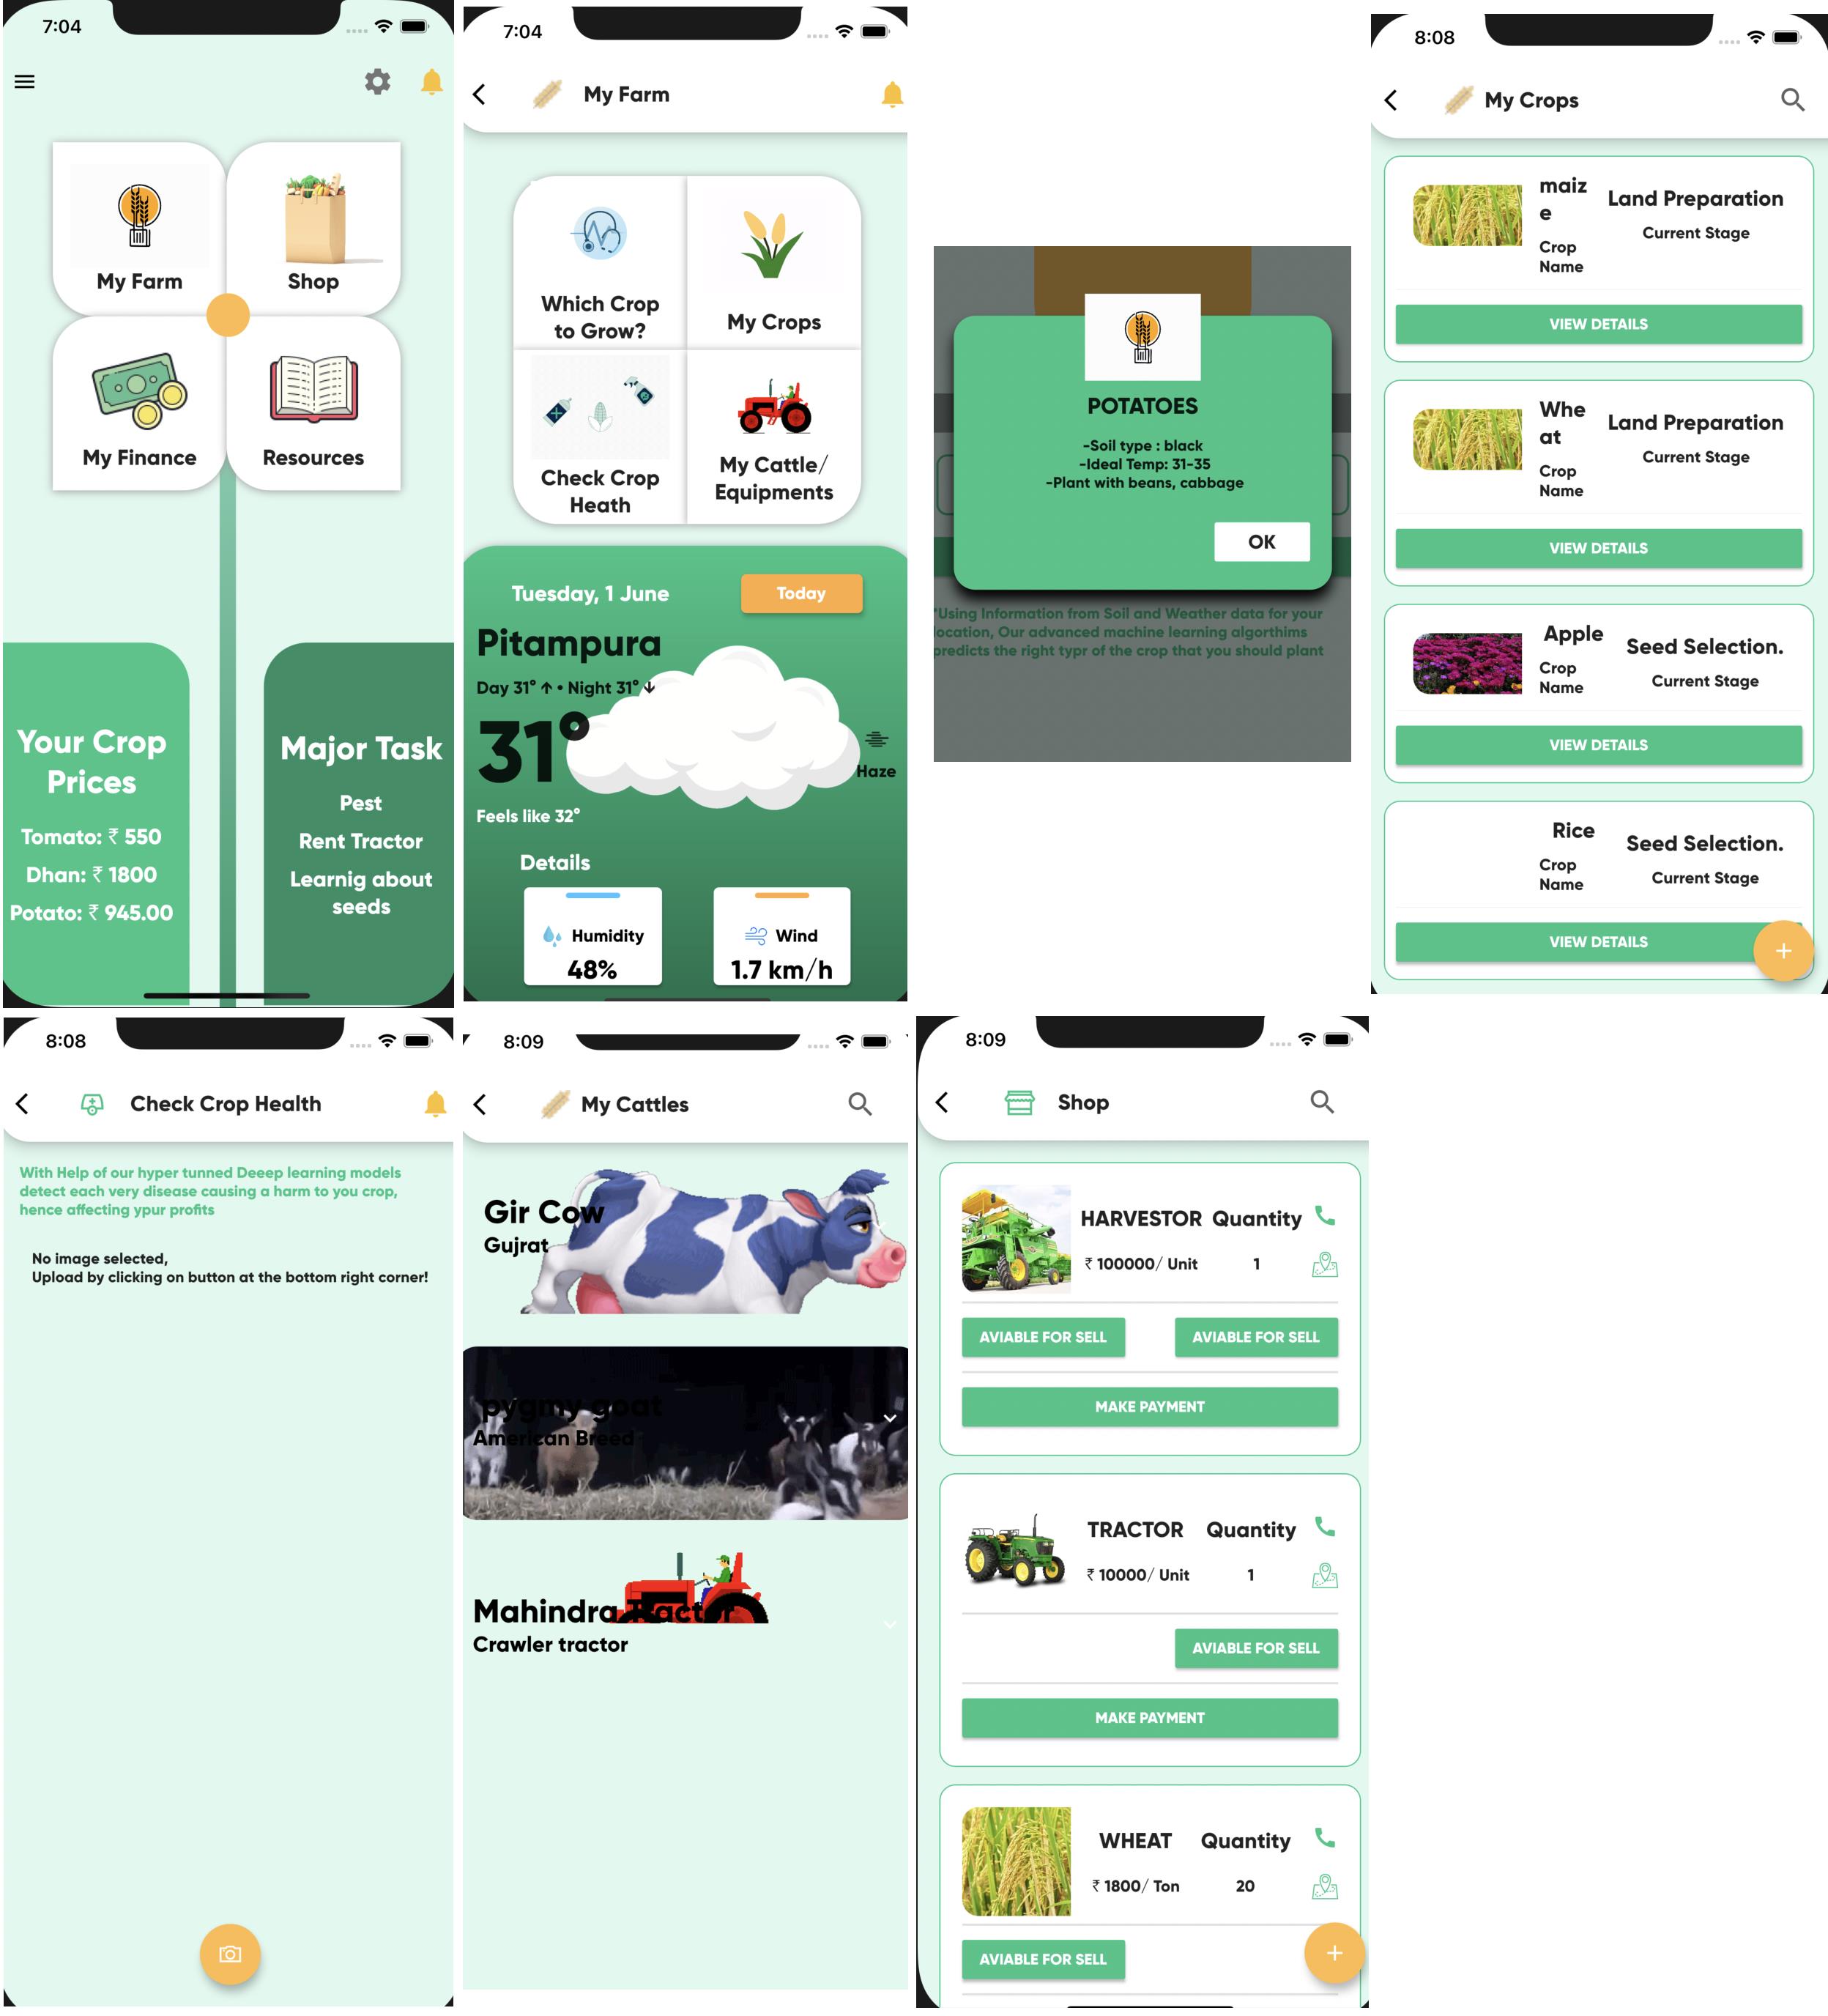 7:04
My Farm
Shop
My Finance
Resources
Your Crop
Prices
Tomato: ₹ 550
Dhan: ₹ 1800
Potato: ₹ 945.00
Major Task
Pest
Rent Tractor
Learnig about
seeds
7:04
My Farm
Which Crop
to Grow?
My Crops
Check Crop
Heath
My Cattle/
Equipments
Tuesday, 1 June
Today
Pitampura
Day 31° ↑ • Night 31° ↓
31°
Haze
Feels like 32°
Details
Humidity
48%
Wind
1.7 km/h
POTATOES
-Soil type : black
-Ideal Temp: 31-35
-Plant with beans, cabbage
OK
*Using Information from Soil and Weather data for your
location, Our advanced machine learning algorthims
predicts the right typr of the crop that you should plant
8:08
My Crops
maiz
e
Crop
Name
Land Preparation
Current Stage
VIEW DETAILS
Whe
at
Crop
Name
Land Preparation
Current Stage
VIEW DETAILS
Apple
Crop
Name
Seed Selection.
Current Stage
VIEW DETAILS
Rice
Crop
Name
Seed Selection.
Current Stage
VIEW DETAILS
8:08
Check Crop Health
With Help of our hyper tunned Deeep learning models
detect each very disease causing a harm to you crop,
hence affecting ypur profits
No image selected,
Upload by clicking on button at the bottom right corner!
8:09
My Cattles
Gir Cow
Gujrat
pygmy goat
American Breed
Mahindra Tractor
Crawler tractor
8:09
Shop
HARVESTOR Quantity
₹ 100000/ Unit 1
AVIABLE FOR SELL AVIABLE FOR SELL
MAKE PAYMENT
TRACTOR Quantity
₹ 10000/ Unit 1
AVIABLE FOR SELL
MAKE PAYMENT
WHEAT Quantity
₹ 1800/ Ton 20
AVIABLE FOR SELL